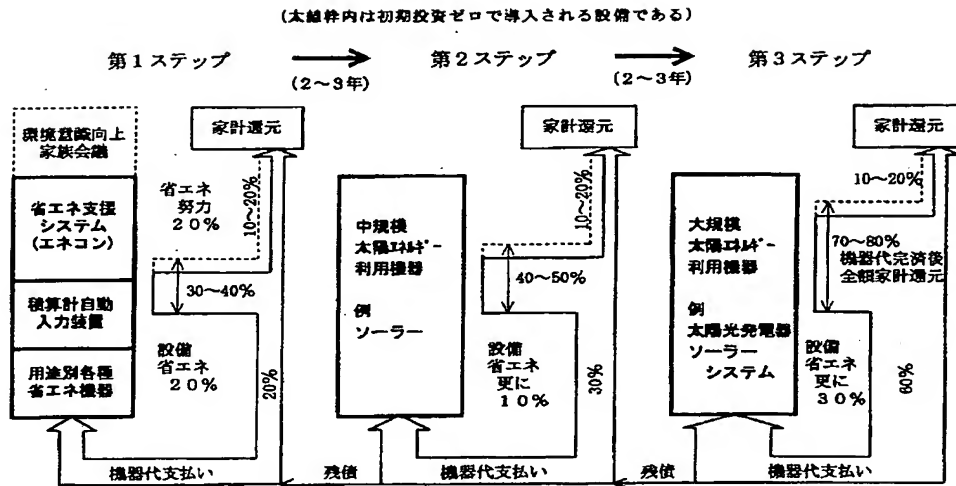 (太線枠内は初期投資ゼロで導入される設備である)
第1ステップ
(2～3年)
第2ステップ
(2～3年)
第3ステップ
環境意識向上
家族会議
省エネ支援
システム
(エネコン)
積算計自動
入力装置
用途別各種
省エネ機器
家計還元
省エネ
努力
20%
10～20%
30～40%
設備
省エネ
20%
20%
機器代支払い
残債
中規模
太陽エネルギー
利用機器
例
ソーラー
家計還元
10～20%
40～50%
設備
省エネ
更に
10%
30%
機器代支払い
残債
大規模
太陽エネルギー
利用機器
例
太陽光発電器
ソーラー
システム
家計還元
10～20%
70～80%
機器代完済後
全額家計還元
設備
省エネ
更に
30%
60%
機器代支払い